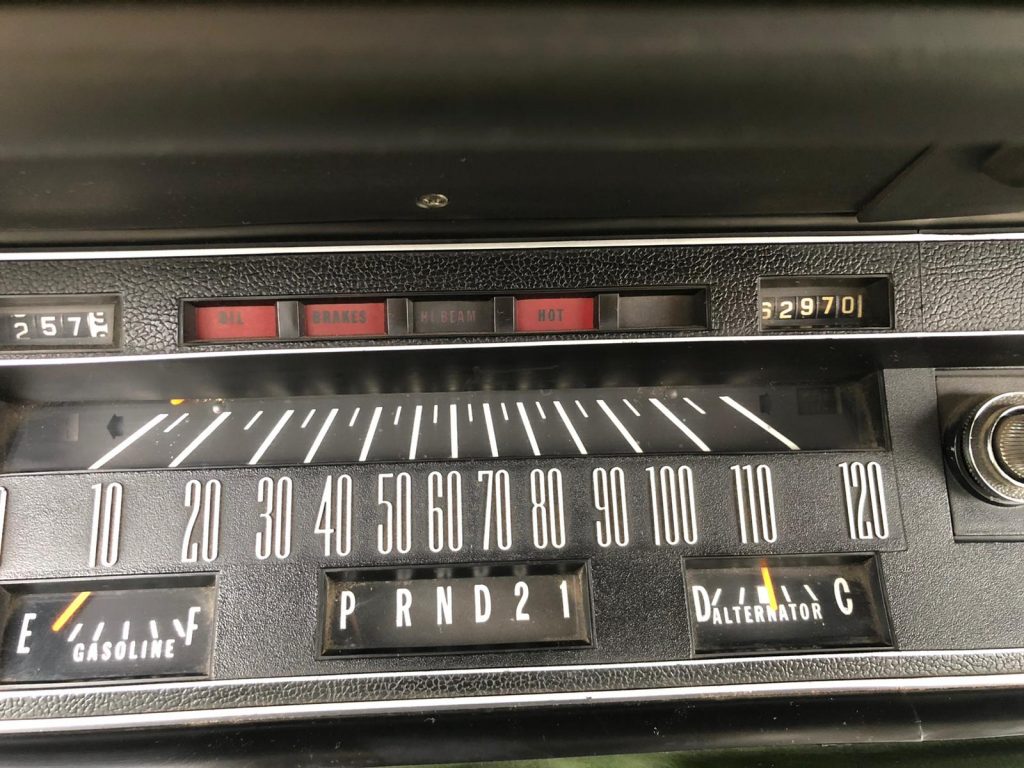 257
OIL BRAKES HI BEAM HOT
62970
10 20 30 40 50 60 70 80 90 100 110 120
E F
GASOLINE
P R N D 2 1
D C
ALTERNATOR